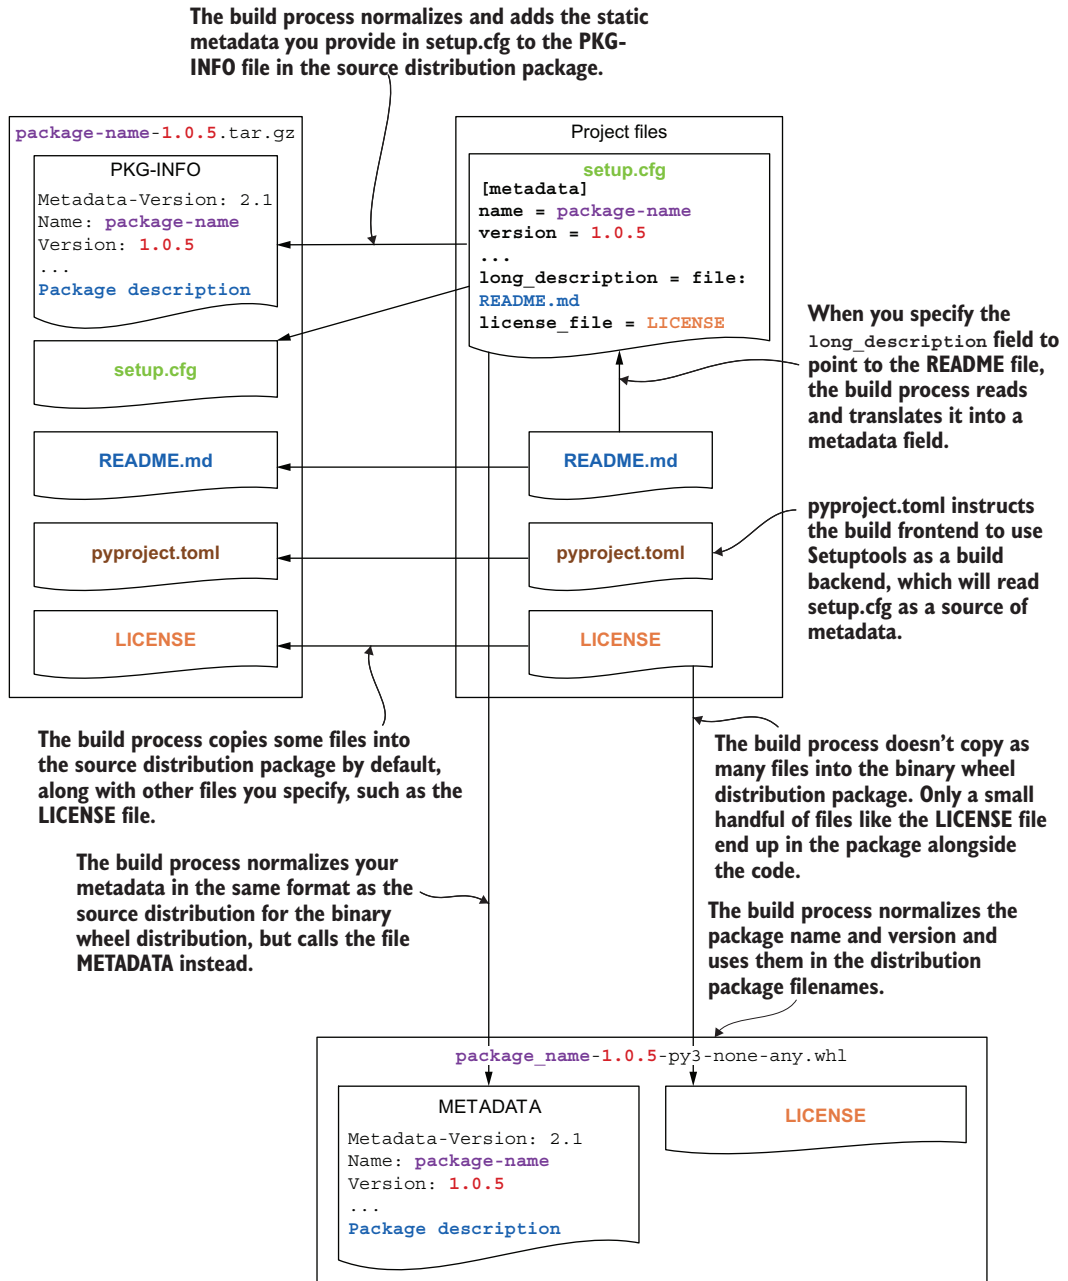 The build process normalizes and adds the static
metadata you provide in setup.cfg to the PKG-
INFO file in the source distribution package.
package-name-1.0.5.tar.gz
PKG-INFO
Metadata-Version: 2.1
Name: package-name
Version: 1.0.5
...
Package description
setup.cfg
README.md
pyproject.toml
LICENSE
Project files
setup.cfg
[metadata]
name = package-name
version = 1.0.5
...
long_description = file:
README.md
license_file = LICENSE
README.md
pyproject.toml
LICENSE
When you specify the
long_description field to
point to the README file,
the build process reads
and translates it into a
metadata field.
pyproject.toml instructs
the build frontend to use
Setuptools as a build
backend, which will read
setup.cfg as a source of
metadata.
The build process copies some files into
the source distribution package by default,
along with other files you specify, such as the
LICENSE file.
The build process doesn't copy as
many files into the binary wheel
distribution package. Only a small
handful of files like the LICENSE file
end up in the package alongside
the code.
The build process normalizes your
metadata in the same format as the
source distribution for the binary
wheel distribution, but calls the file
METADATA instead.
The build process normalizes the
package name and version and
uses them in the distribution
package filenames.
package_name-1.0.5-py3-none-any.whl
METADATA
Metadata-Version: 2.1
Name: package-name
Version: 1.0.5
...
Package description
LICENSE